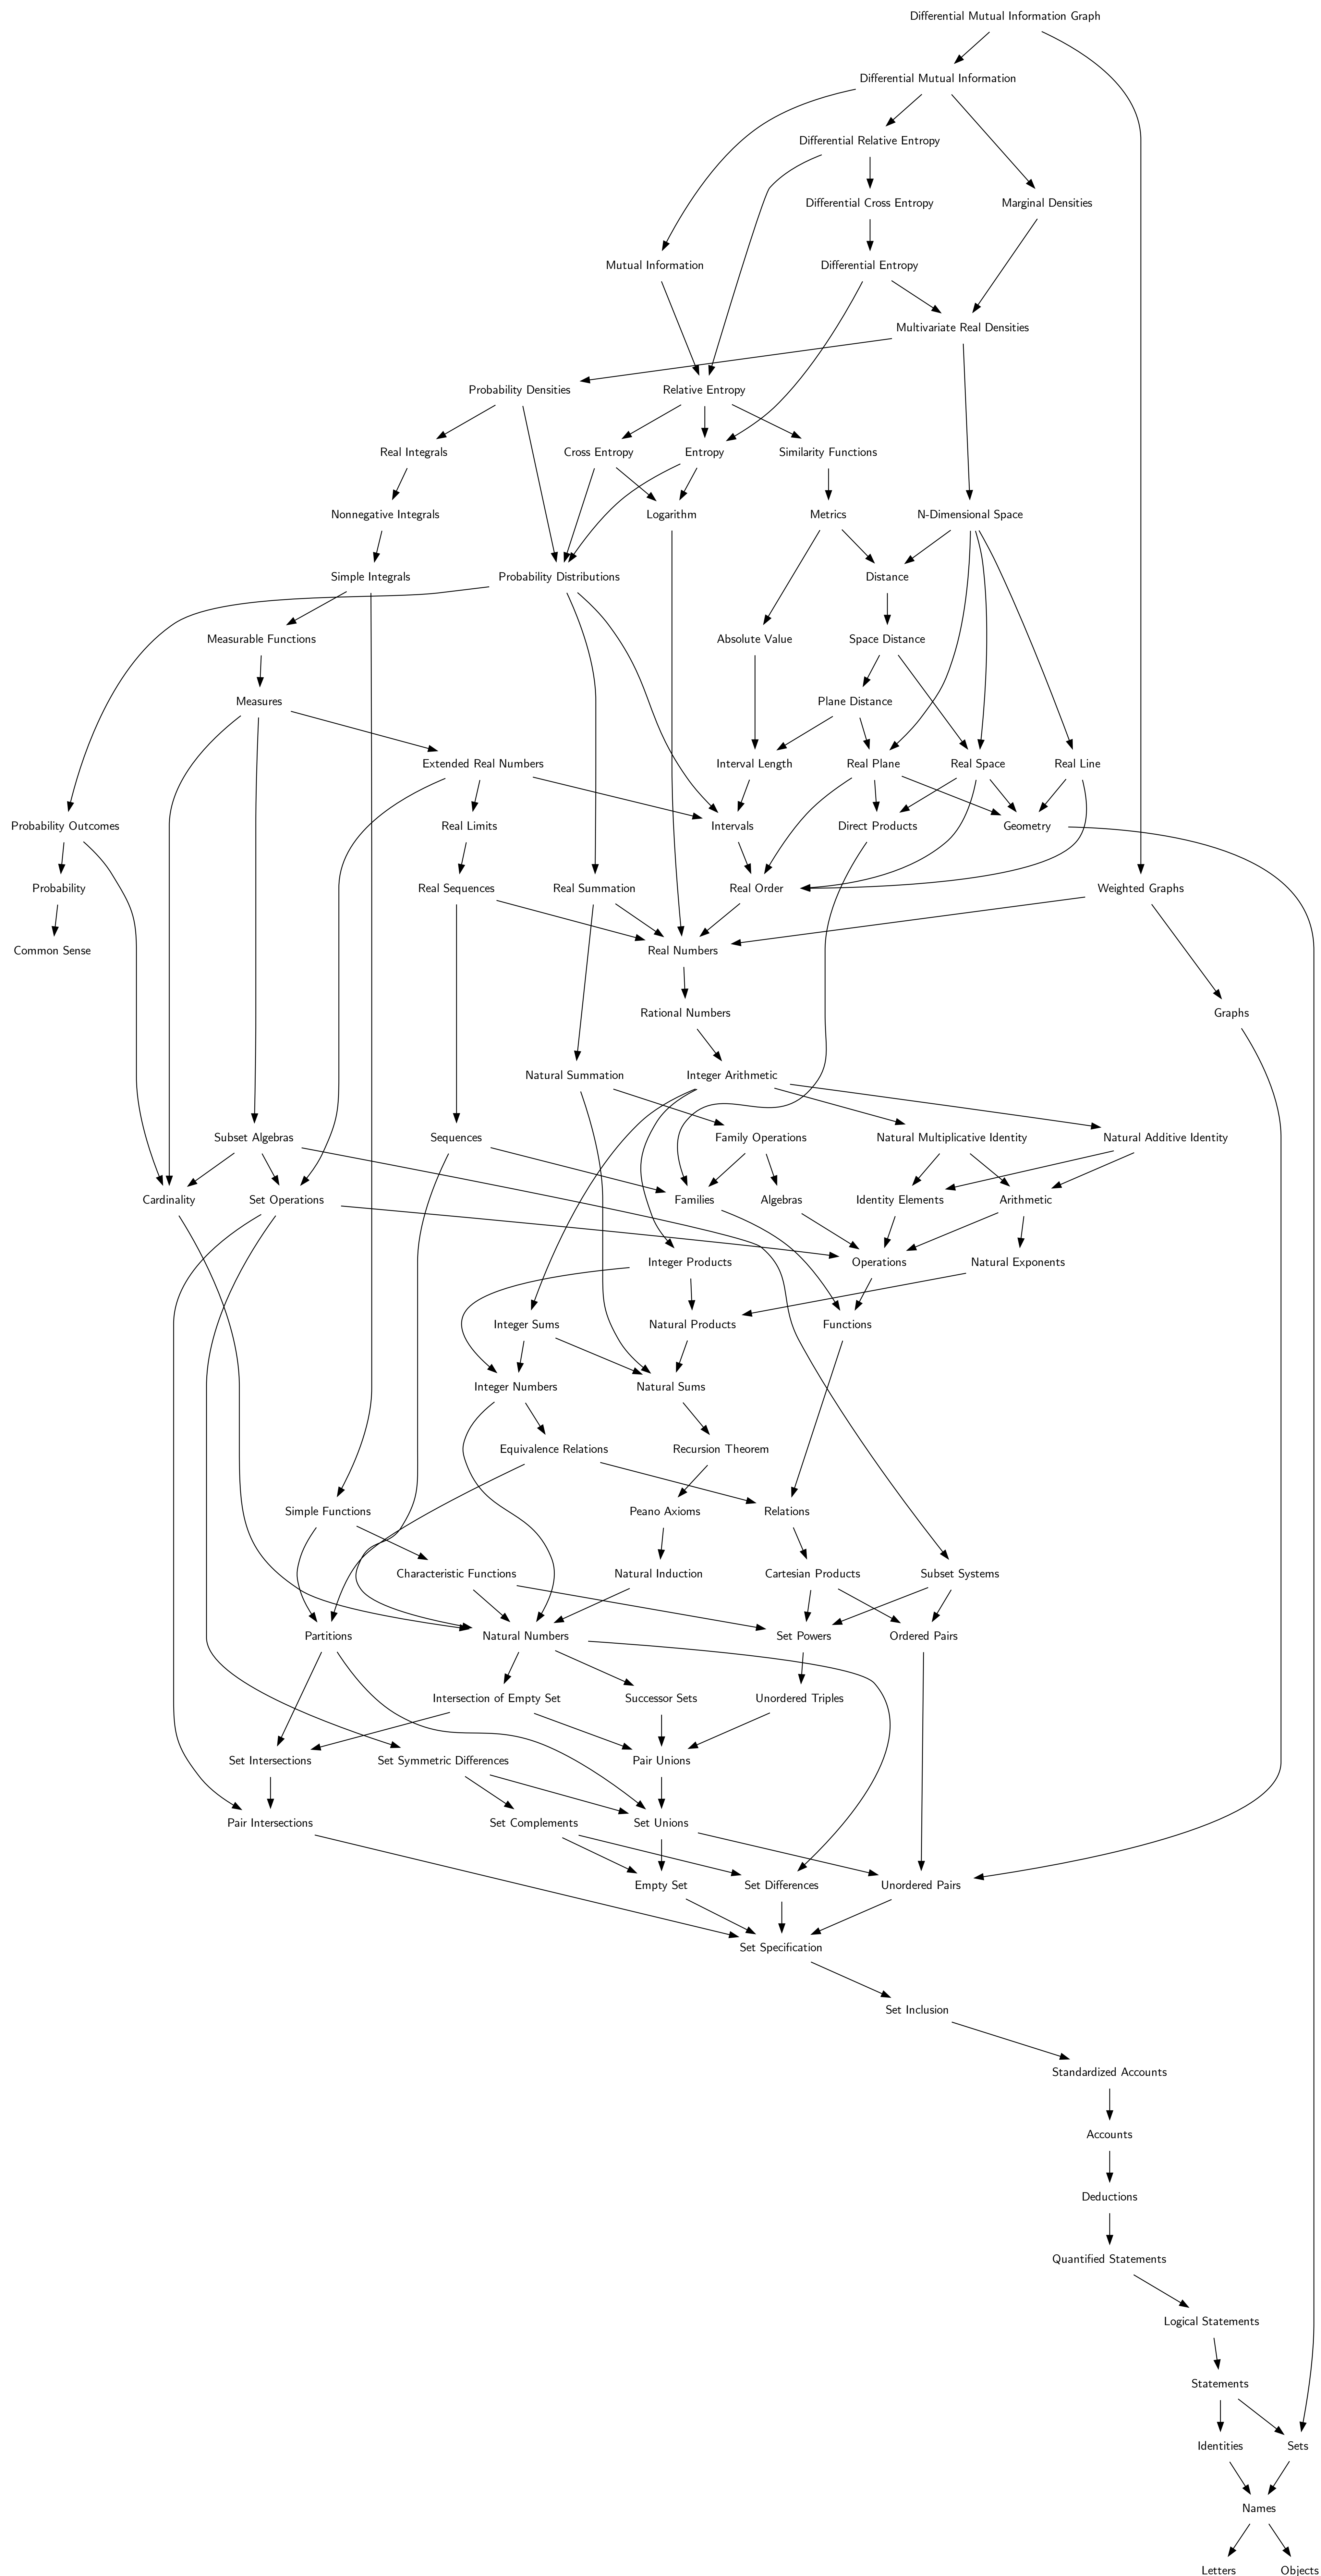 Differential Mutual Information Graph
Differential Mutual Information
Differential Relative Entropy
Differential Cross Entropy
Marginal Densities
Mutual Information
Differential Entropy
Multivariate Real Densities
Probability Densities
Relative Entropy
Real Integrals
Cross Entropy
Entropy
Similarity Functions
Nonnegative Integrals
Logarithm
Metrics
N-Dimensional Space
Simple Integrals
Probability Distributions
Distance
Measurable Functions
Absolute Value
Space Distance
Measures
Plane Distance
Extended Real Numbers
Interval Length
Real Plane
Real Space
Real Line
Probability Outcomes
Real Limits
Intervals
Direct Products
Geometry
Probability
Real Sequences
Real Summation
Real Order
Weighted Graphs
Common Sense
Real Numbers
Rational Numbers
Graphs
Natural Summation
Integer Arithmetic
Subset Algebras
Sequences
Family Operations
Natural Multiplicative Identity
Natural Additive Identity
Cardinality
Set Operations
Families
Algebras
Identity Elements
Arithmetic
Integer Products
Operations
Natural Exponents
Integer Sums
Natural Products
Functions
Integer Numbers
Natural Sums
Equivalence Relations
Recursion Theorem
Simple Functions
Peano Axioms
Relations
Characteristic Functions
Natural Induction
Cartesian Products
Subset Systems
Partitions
Natural Numbers
Set Powers
Ordered Pairs
Intersection of Empty Set
Successor Sets
Unordered Triples
Set Intersections
Set Symmetric Differences
Pair Unions
Pair Intersections
Set Complements
Set Unions
Empty Set
Set Differences
Unordered Pairs
Set Specification
Set Inclusion
Standardized Accounts
Accounts
Deductions
Quantified Statements
Logical Statements
Statements
Identities
Sets
Names
Letters
Objects